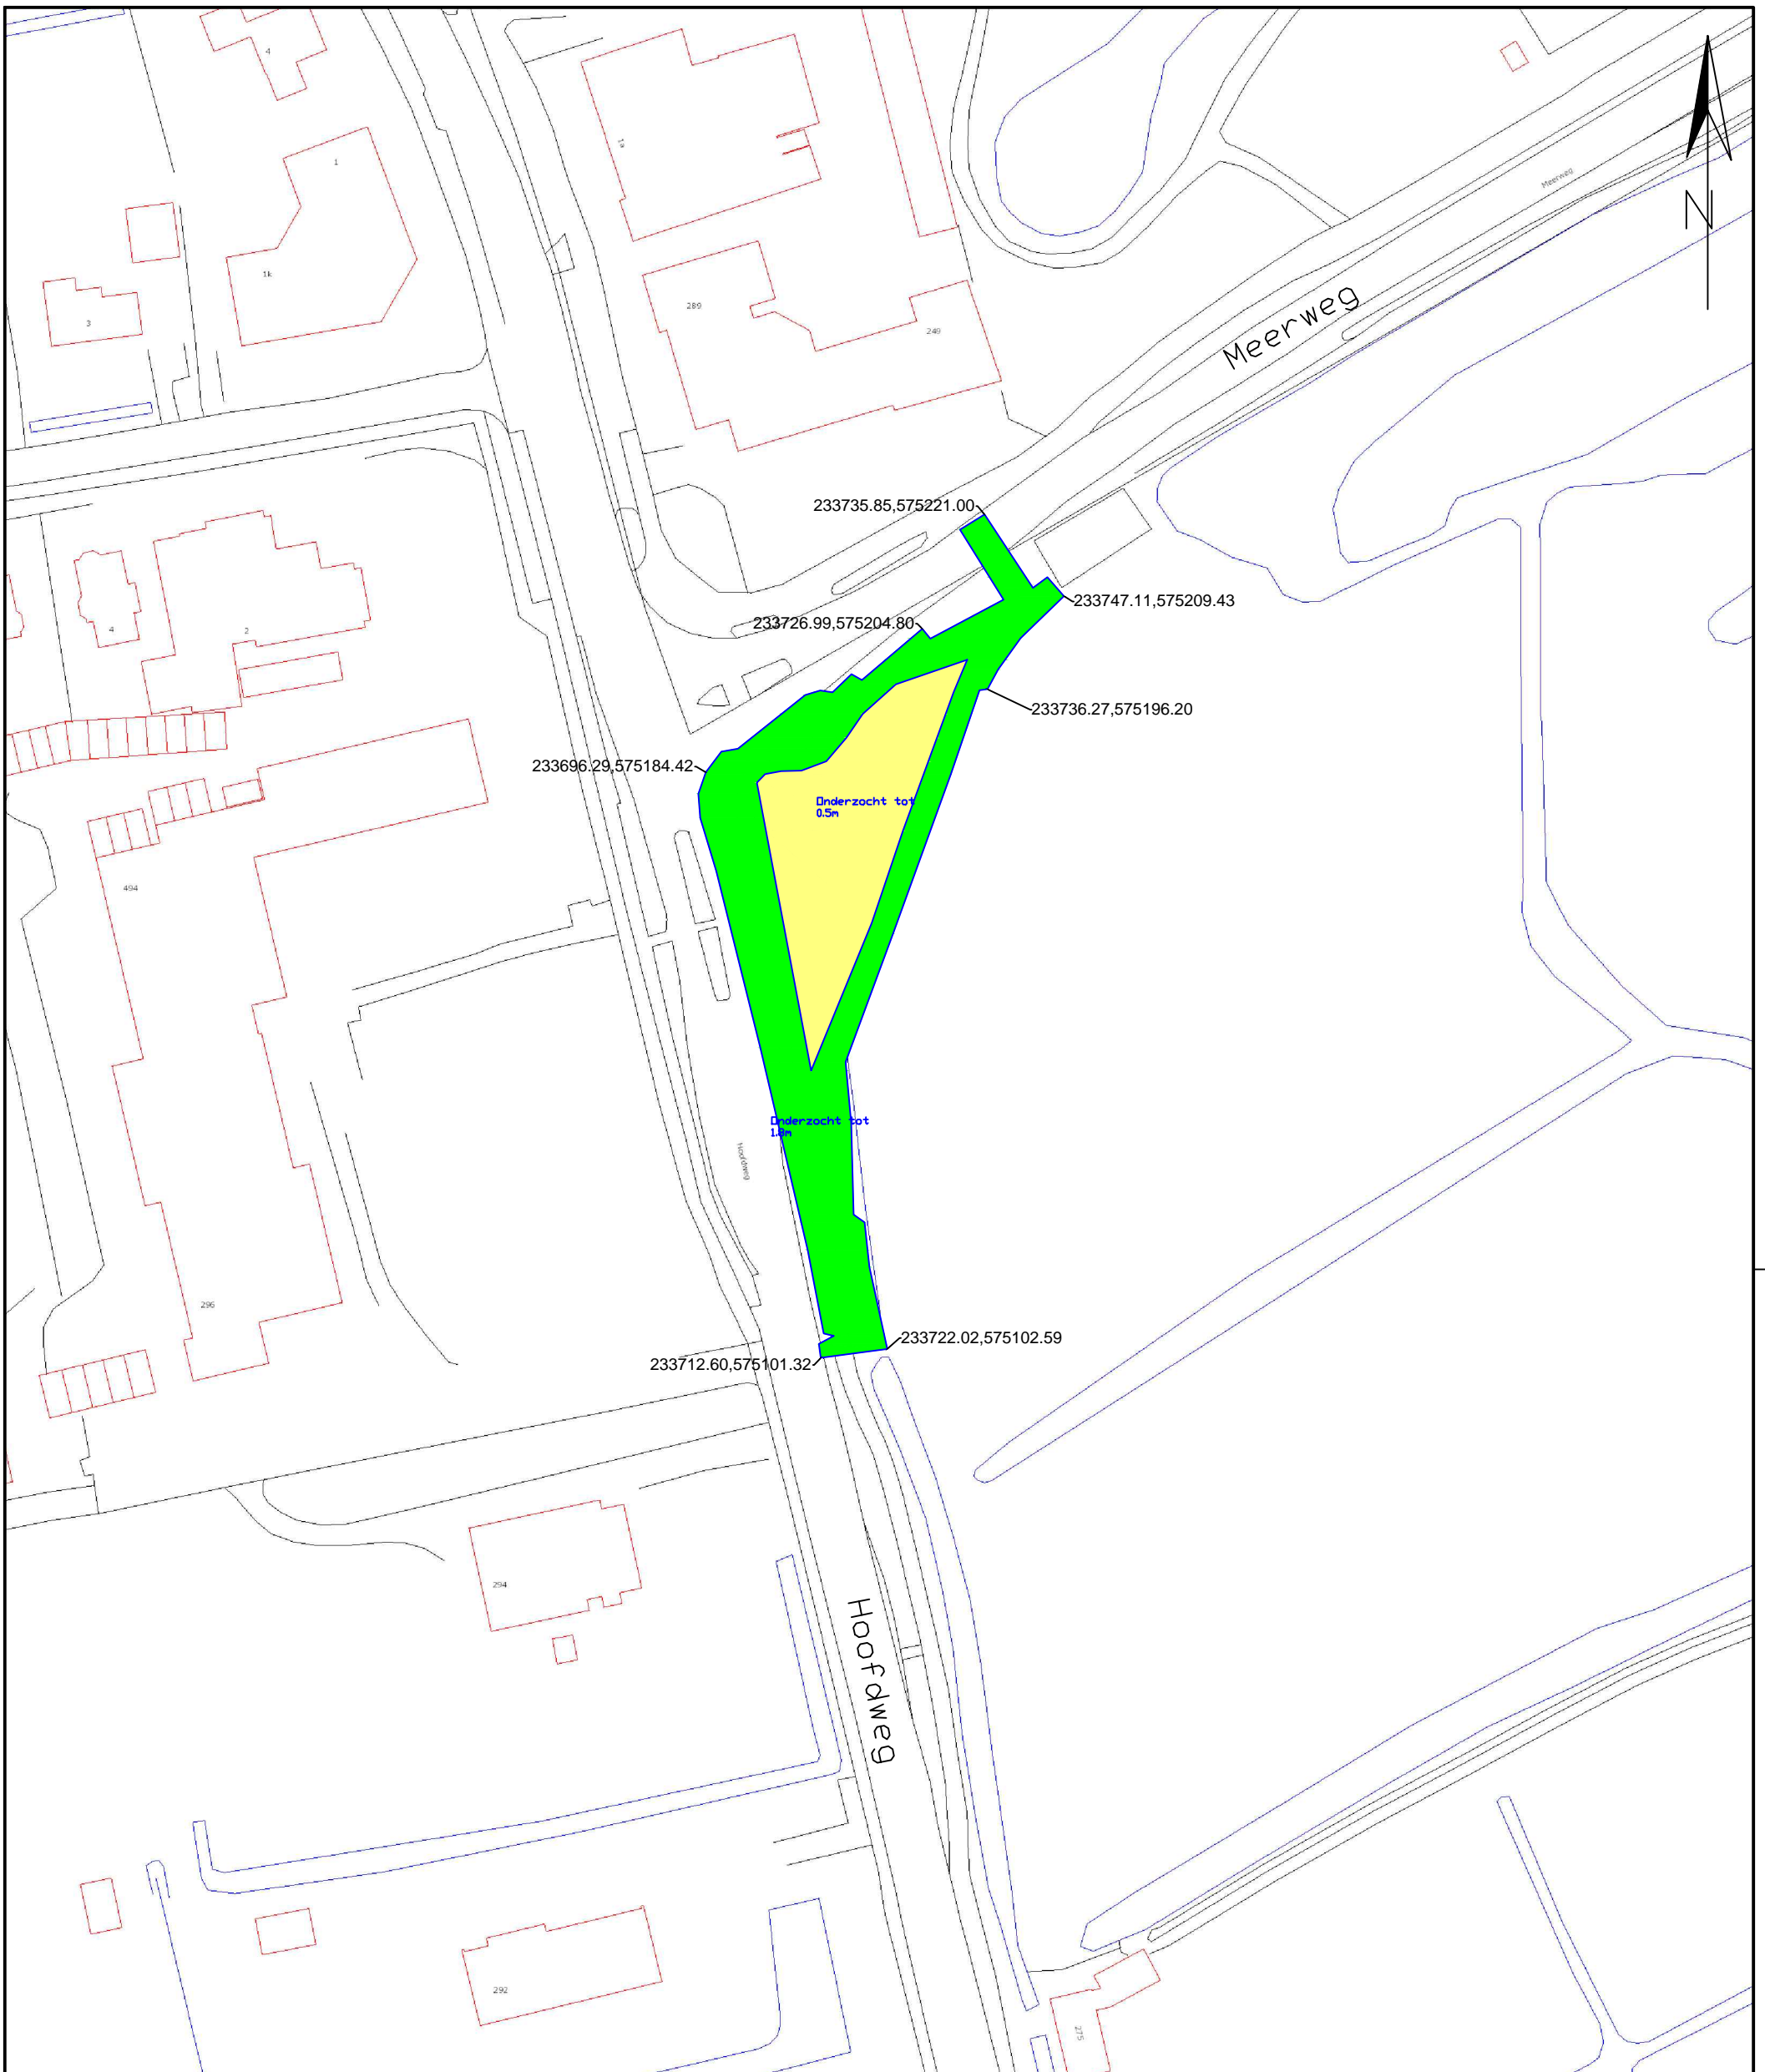 4
1
19
1k
3
289
249
Meerweg
Meerweg
N
233735.85,575221.00
233747.11,575209.43
233726.99,575204.80
4
2
233736.27,575196.20
233696.29,575184.42
Onderzocht tot
0.5m
494
Onderzocht tot
1.8m
Hoofdweg
296
233722.02,575102.59
233712.60,575101.32
294
Hoofdweg
292
275